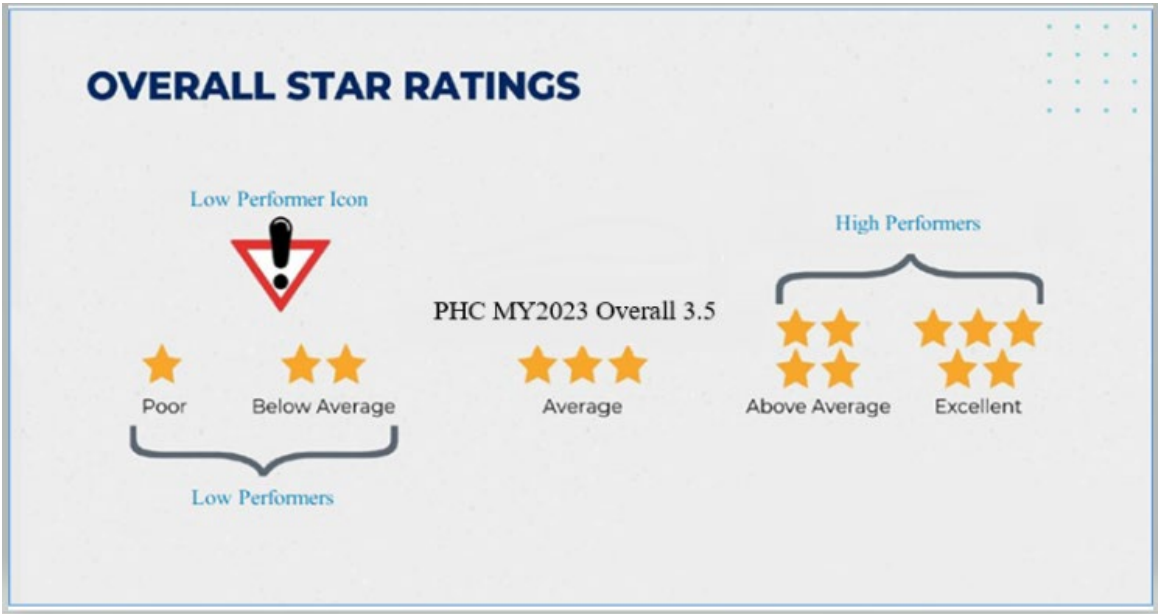 OVERALL STAR RATINGS
Low Performer Icon
High Performers
PHC MY2023 Overall 3.5
Poor
Below Average
Average
Above Average
Excellent
Low Performers